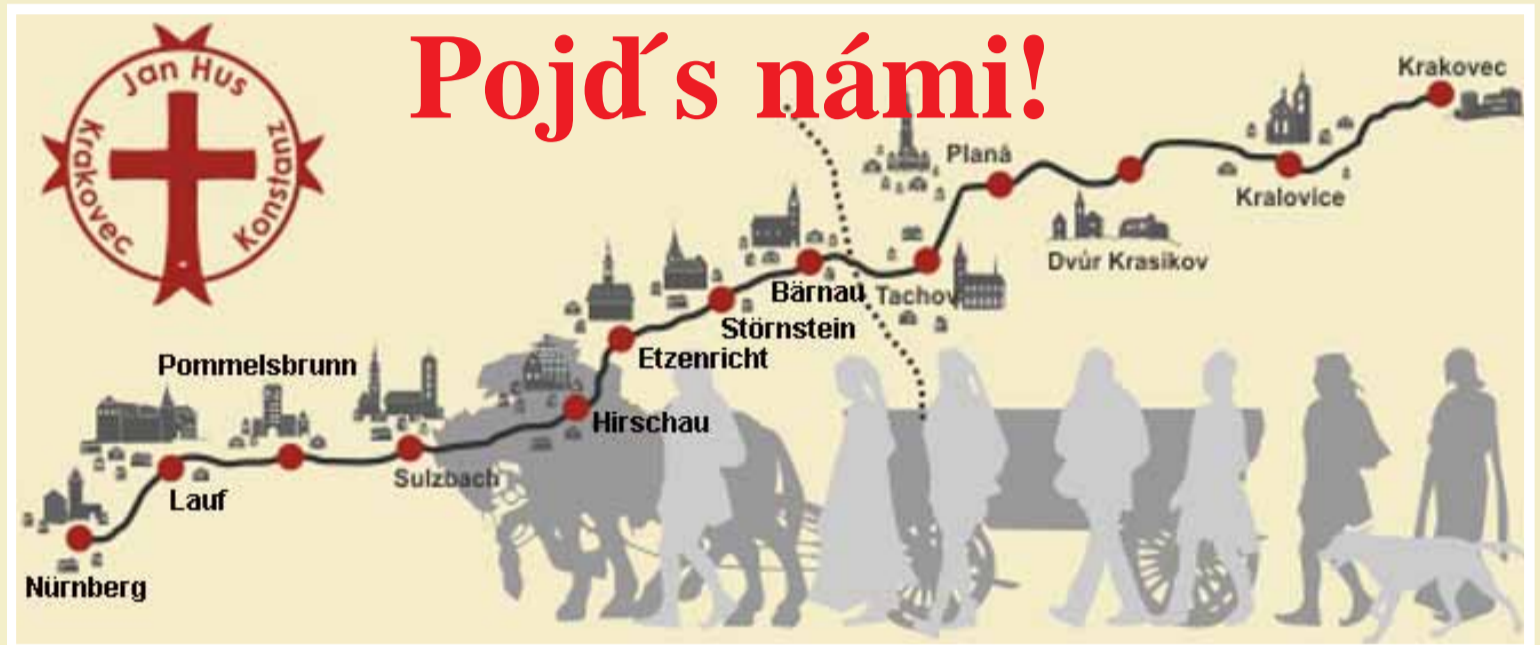 Pojd´s námi!
Jan Hus
Krakovec
Konstanz
Krakovec
Planá
Kralovice
Dvůr Krasikov
Bärnau
Tachov
Störnstein
Etzenricht
Pommelsbrunn
Hirschau
Sulzbach
Lauf
Nürnberg